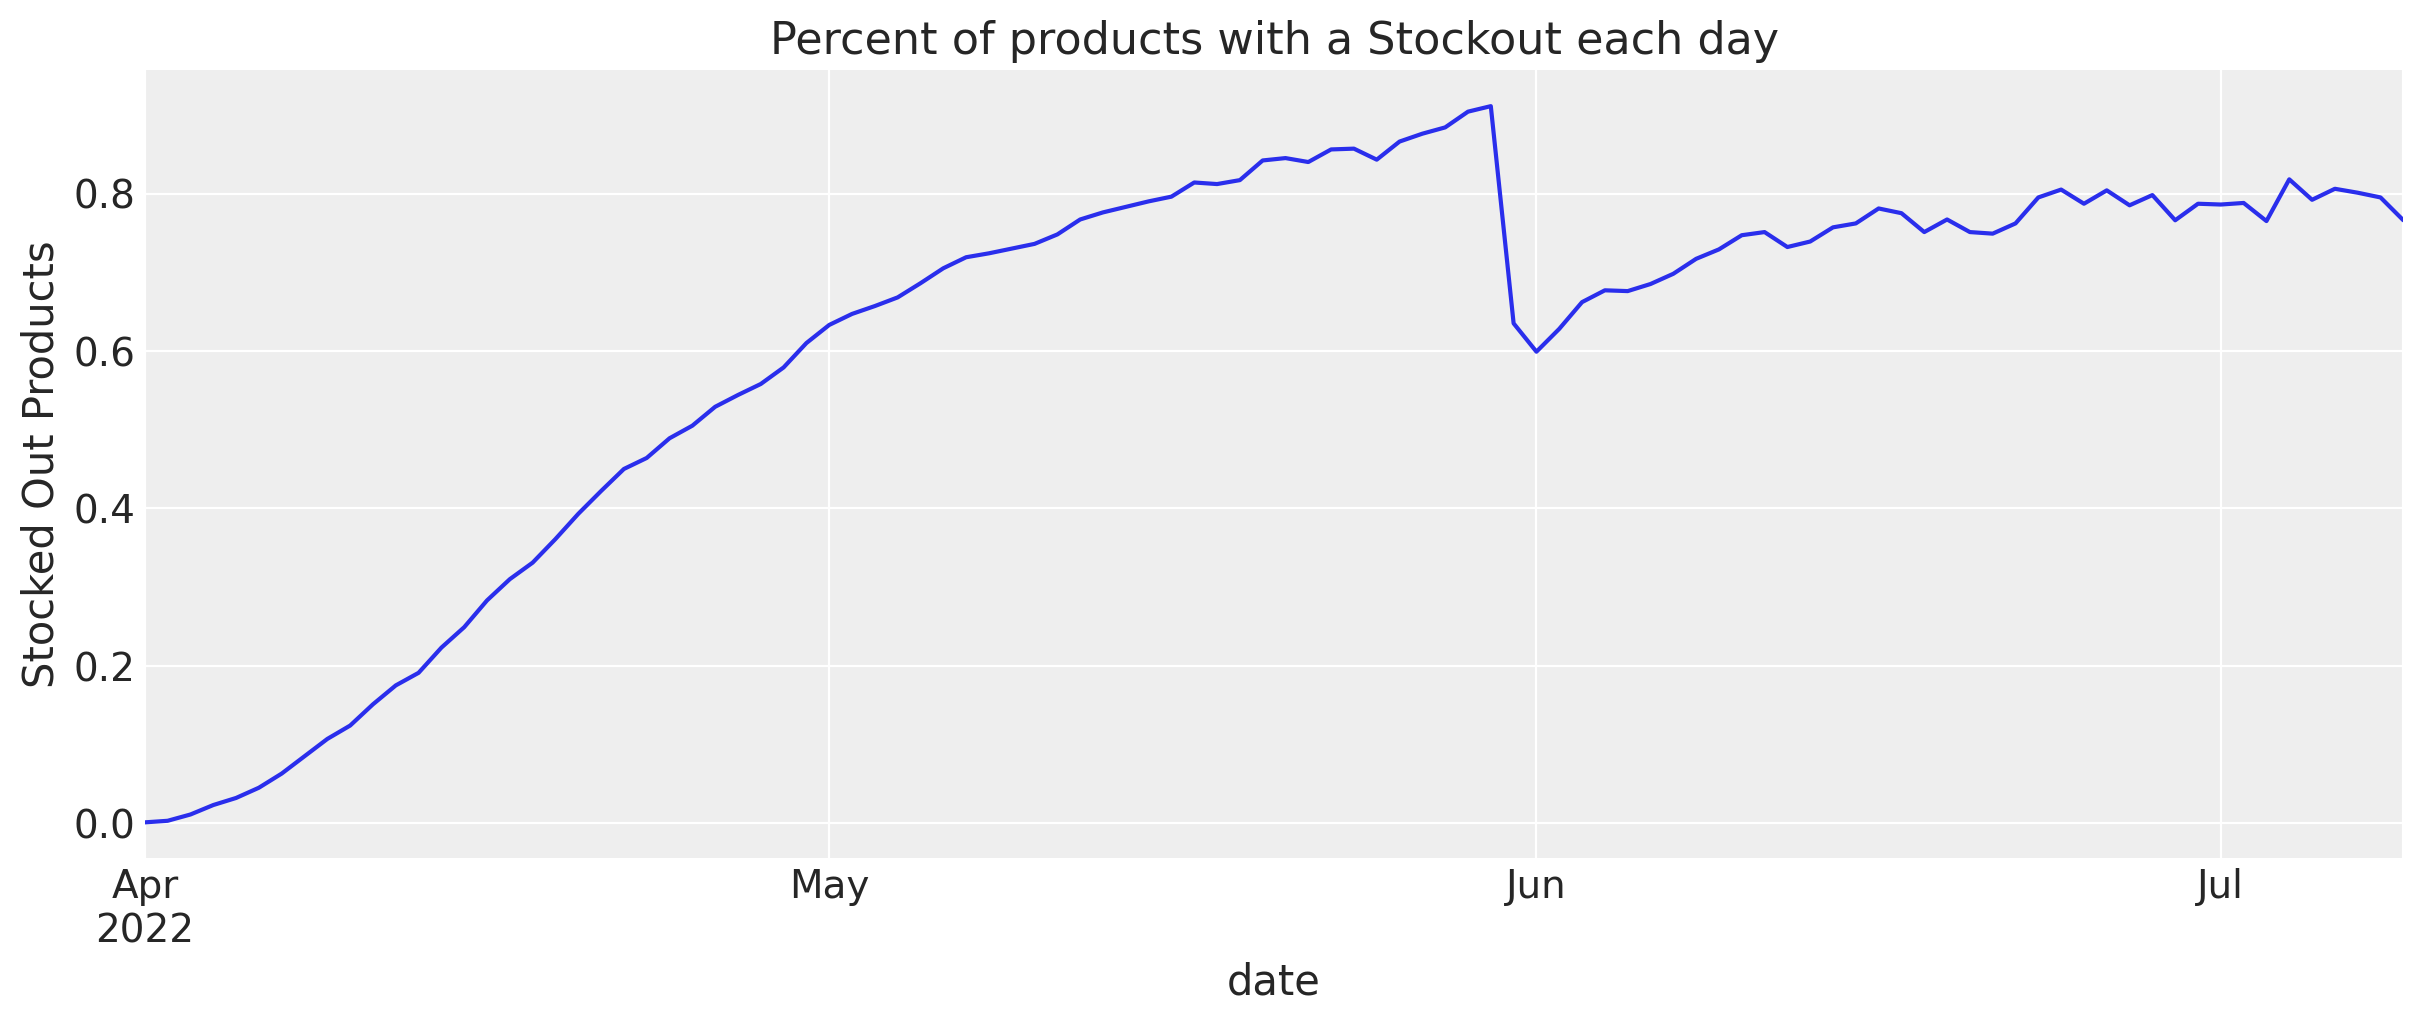 Percent of products with a Stockout each day
Stocked Out Products
0.8
0.6
0.4
0.2
0.0
Apr May Jun Jul
2022
date